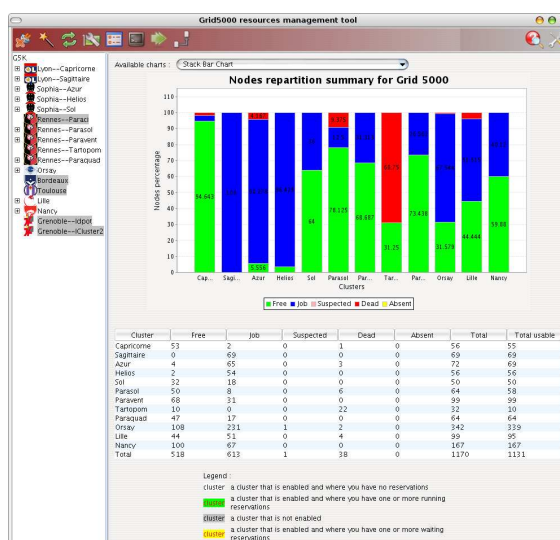 Grid5000 resources management tool
G5K
Lyon--Capricorne
Lyon--Sagittaire
Sophia--Azur
Sophia--Helios
Sophia--Sol
Rennes--Paraci
Rennes--Parasol
Rennes--Paravent
Rennes--Tartopom
Rennes--Paraquad
Orsay
Bordeaux
Toulouse
Lille
Nancy
Grenoble--Idpot
Grenoble--ICluster2
Available charts : Stack Bar Chart
Nodes repartition summary for Grid 5000
Nodes percentage
110
100
90
80
70
60
50
40
30
20
10
0
94.643
5.556
64
78.125
68.687
68.75
31.25
73.438
31.579
44.444
59.88
Cap... Sagi... Azur Helios Sol Parasol Par... Tar... Par... Orsay Lille Nancy
Clusters
Free Job Suspected Dead Absent
Cluster Free Job Suspected Dead Absent Total Total usable
Capricorne 53 2 0 1 0 56 55
Sagittaire 0 69 0 0 0 69 69
Azur 4 65 0 3 0 72 69
Helios 2 54 0 0 0 56 56
Sol 32 18 0 0 0 50 50
Parasol 50 8 0 6 0 64 58
Paravent 68 31 0 0 0 99 99
Tartopom 10 0 0 22 0 32 10
Paraquad 47 17 0 0 0 64 64
Orsay 108 231 1 2 0 342 339
Lille 44 51 0 4 0 99 95
Nancy 100 67 0 0 0 167 167
Total 518 613 1 38 0 1170 1131
Legend :
cluster a cluster that is enabled and where you have no reservations
cluster a cluster that is enabled and where you have one or more running
reservations
cluster a cluster that is not enabled
cluster a cluster that is enabled and where you have one or more waiting
reservations